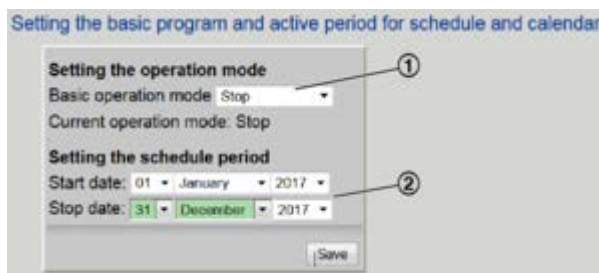 Setting the basic program and active period for schedule and calendar
Setting the operation mode
①
Basic operation mode Stop
Current operation mode: Stop
Setting the schedule period
Start date: 01 January 2017
②
Stop date: 31 December 2017
Save